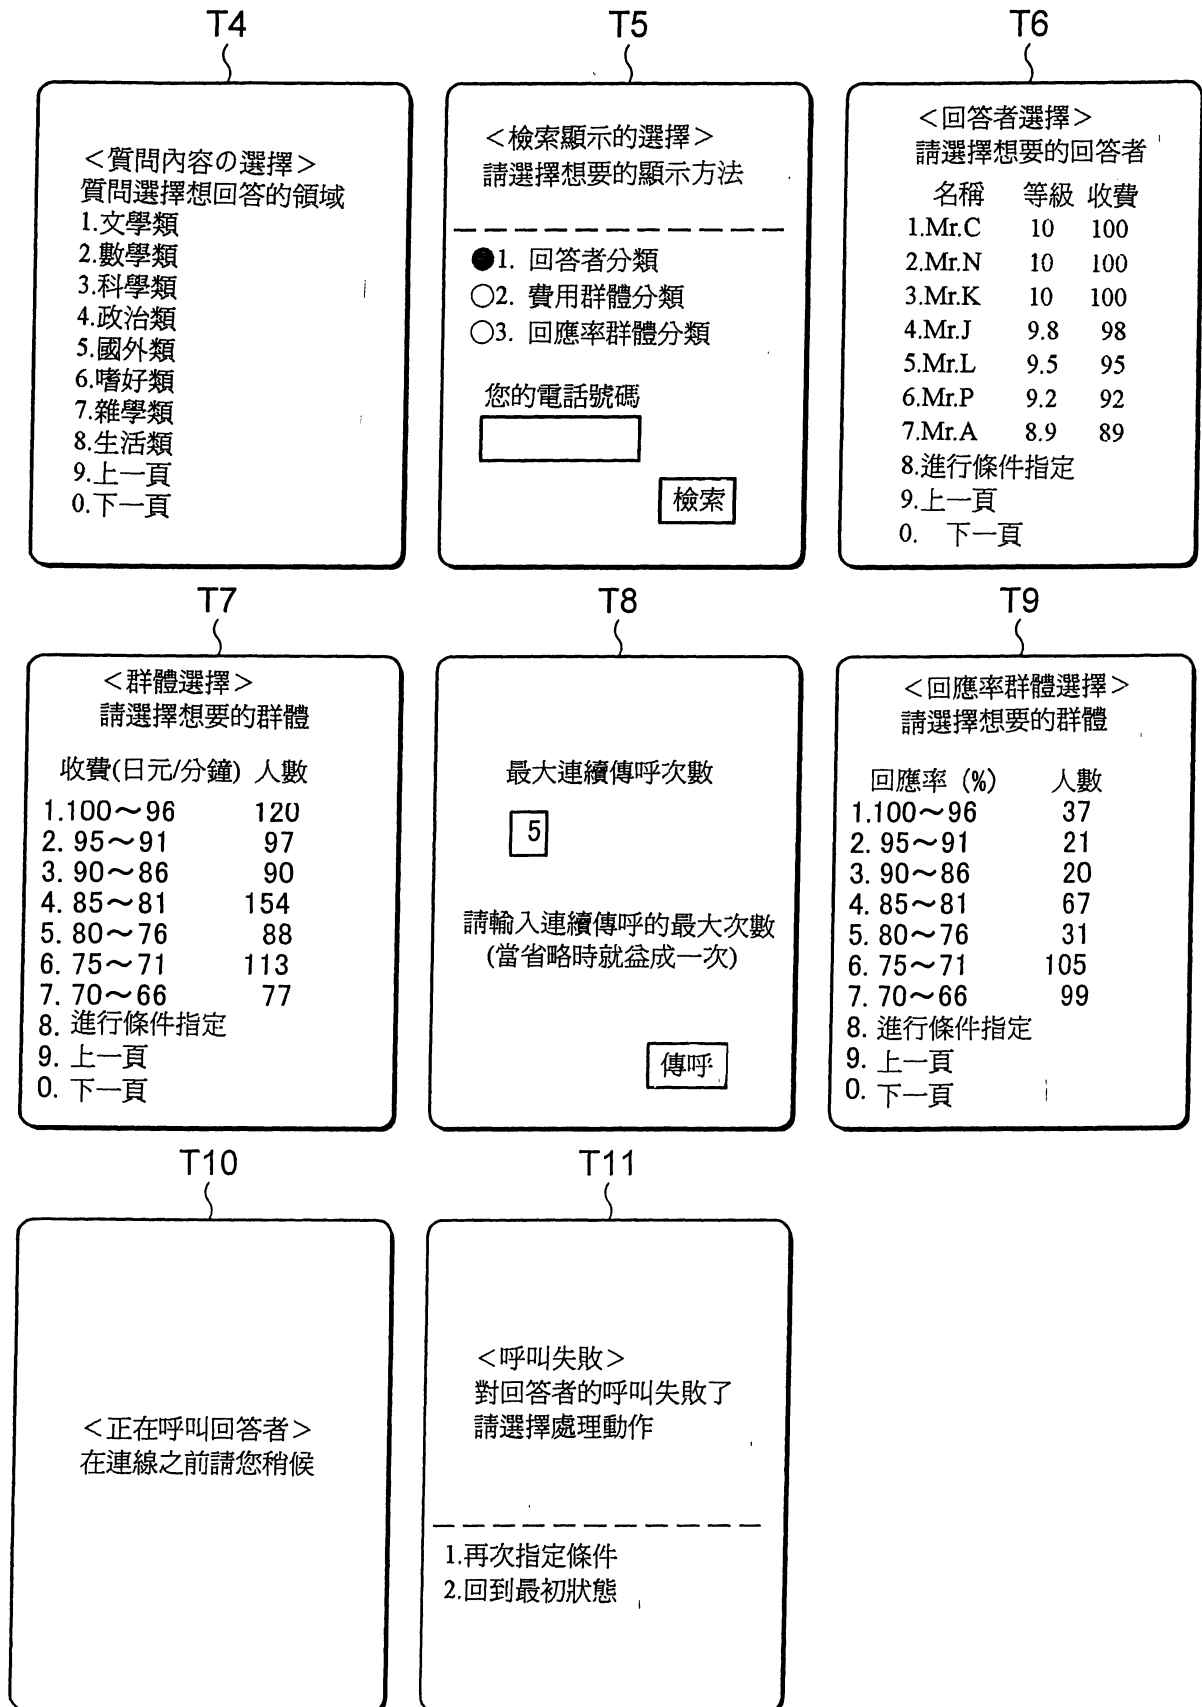 T4
<質問內容の選擇>
質問選擇想回答的領域
1.文學類
2.數學類
3.科學類
4.政治類
5.國外類
6.嗜好類
7.雜學類
8.生活類
9.上一頁
0.下一頁
T5
<檢索顯示的選擇>
請選擇想要的顯示方法
●1. 回答者分類
○2. 費用群體分類
○3. 回應率群體分類
您的電話號碼
檢索
T6
<回答者選擇>
請選擇想要的回答者
名稱 等級 收費
1.Mr.C 10 100
2.Mr.N 10 100
3.Mr.K 10 100
4.Mr.J 9.8 98
5.Mr.L 9.5 95
6.Mr.P 9.2 92
7.Mr.A 8.9 89
8.進行條件指定
9.上一頁
0. 下一頁
T7
<群體選擇>
請選擇想要的群體
收費(日元/分鐘) 人數
1.100～96 120
2. 95～91 97
3. 90～86 90
4. 85～81 154
5. 80～76 88
6. 75～71 113
7. 70～66 77
8. 進行條件指定
9. 上一頁
0. 下一頁
T8
最大連續傳呼次數
5
請輸入連續傳呼的最大次數
(當省略時就益成一次)
傳呼
T9
<回應率群體選擇>
請選擇想要的群體
回應率 (%) 人數
1.100～96 37
2. 95～91 21
3. 90～86 20
4. 85～81 67
5. 80～76 31
6. 75～71 105
7. 70～66 99
8. 進行條件指定
9. 上一頁
0. 下一頁
T10
<正在呼叫回答者>
在連線之前請您稍候
T11
<呼叫失敗>
對回答者的呼叫失敗了
請選擇處理動作
1.再次指定條件
2.回到最初狀態